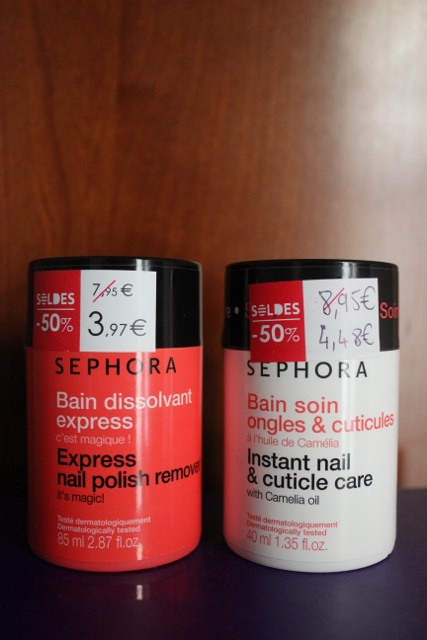 SOLDES
-50%
7,95€
3,97€
SEPHORA
Bain dissolvant
express
c'est magique !
Express
nail polish remover
it's magic!
Testé dermatologiquement
Dermatologically tested
85 ml 2.87 fl.oz.
SOLDES
-50%
8,95€
4,48€
Soin
SEPHORA
Bain soin
ongles & cuticules
à l'huile de Camélia
Instant nail
& cuticle care
with Camelia oil
Testé dermatologiquement
Dermatologically tested
40 ml 1.35 fl.oz.